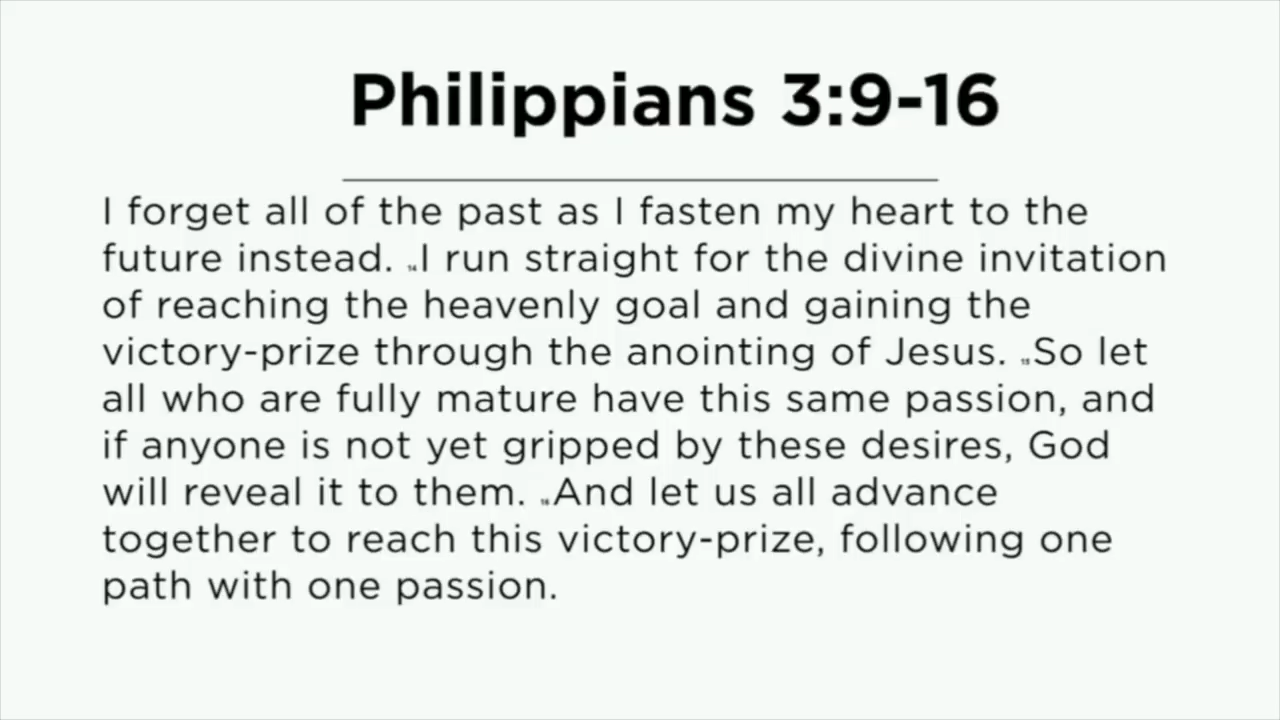 Philippians 3:9-16
I forget all of the past as I fasten my heart to the
future instead. 14I run straight for the divine invitation
of reaching the heavenly goal and gaining the
victory-prize through the anointing of Jesus. So let
all who are fully mature have this same passion, and
if anyone is not yet gripped by these desires, God
will reveal it to them. And let us all advance
together to reach this victory-prize, following one
path with one passion.